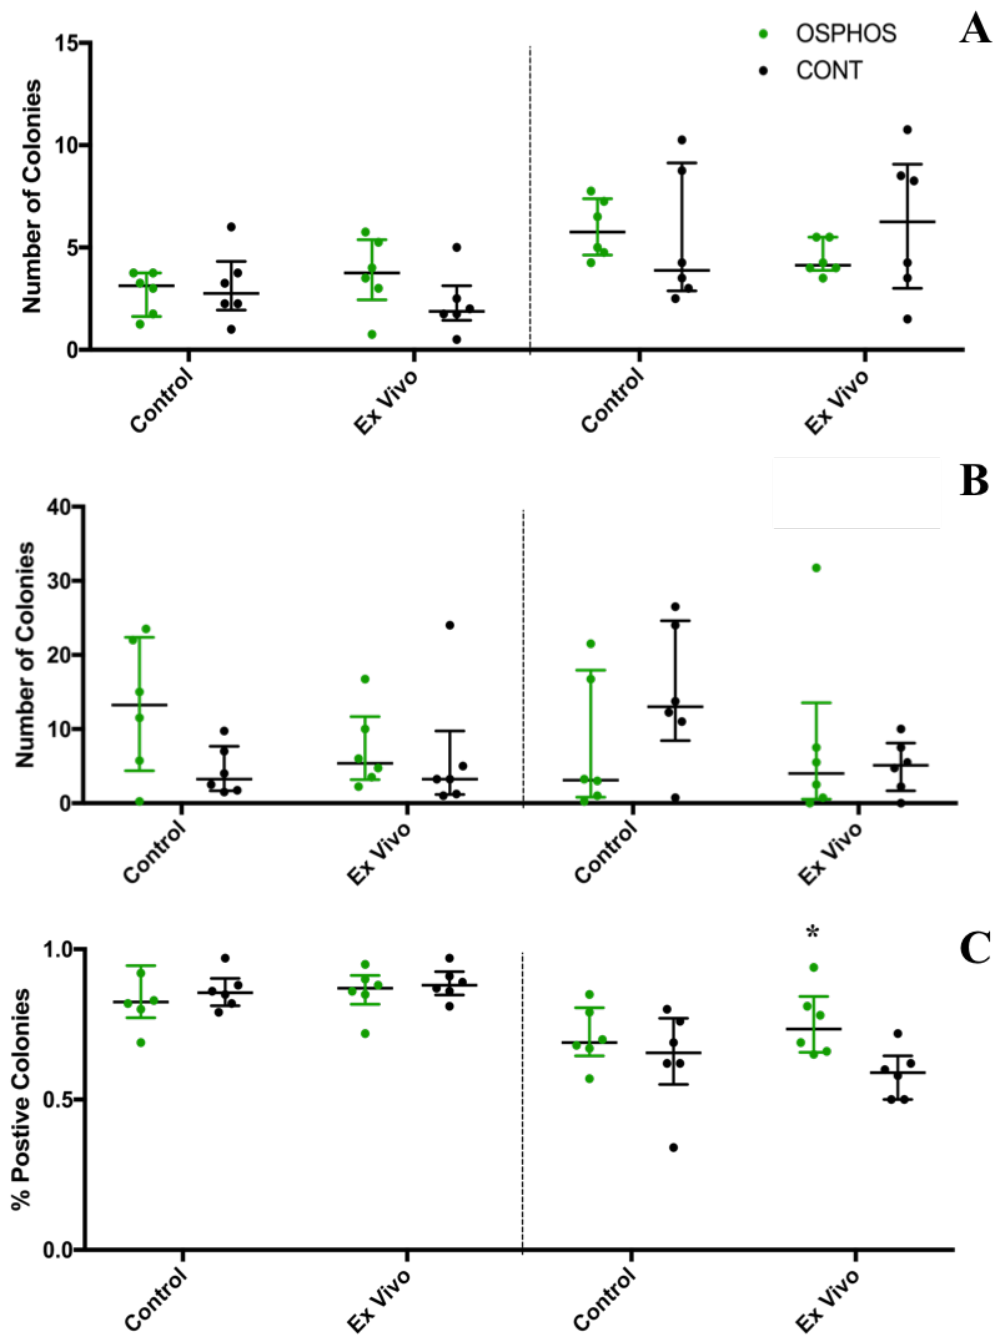 A
OSPHOS
CONT
Number of Colonies
15
10
5
0
Control
Ex Vivo
Control
Ex Vivo
B
Number of Colonies
40
30
20
10
0
Control
Ex Vivo
Control
Ex Vivo
C
% Postive Colonies
1.0
0.5
0.0
*
Control
Ex Vivo
Control
Ex Vivo